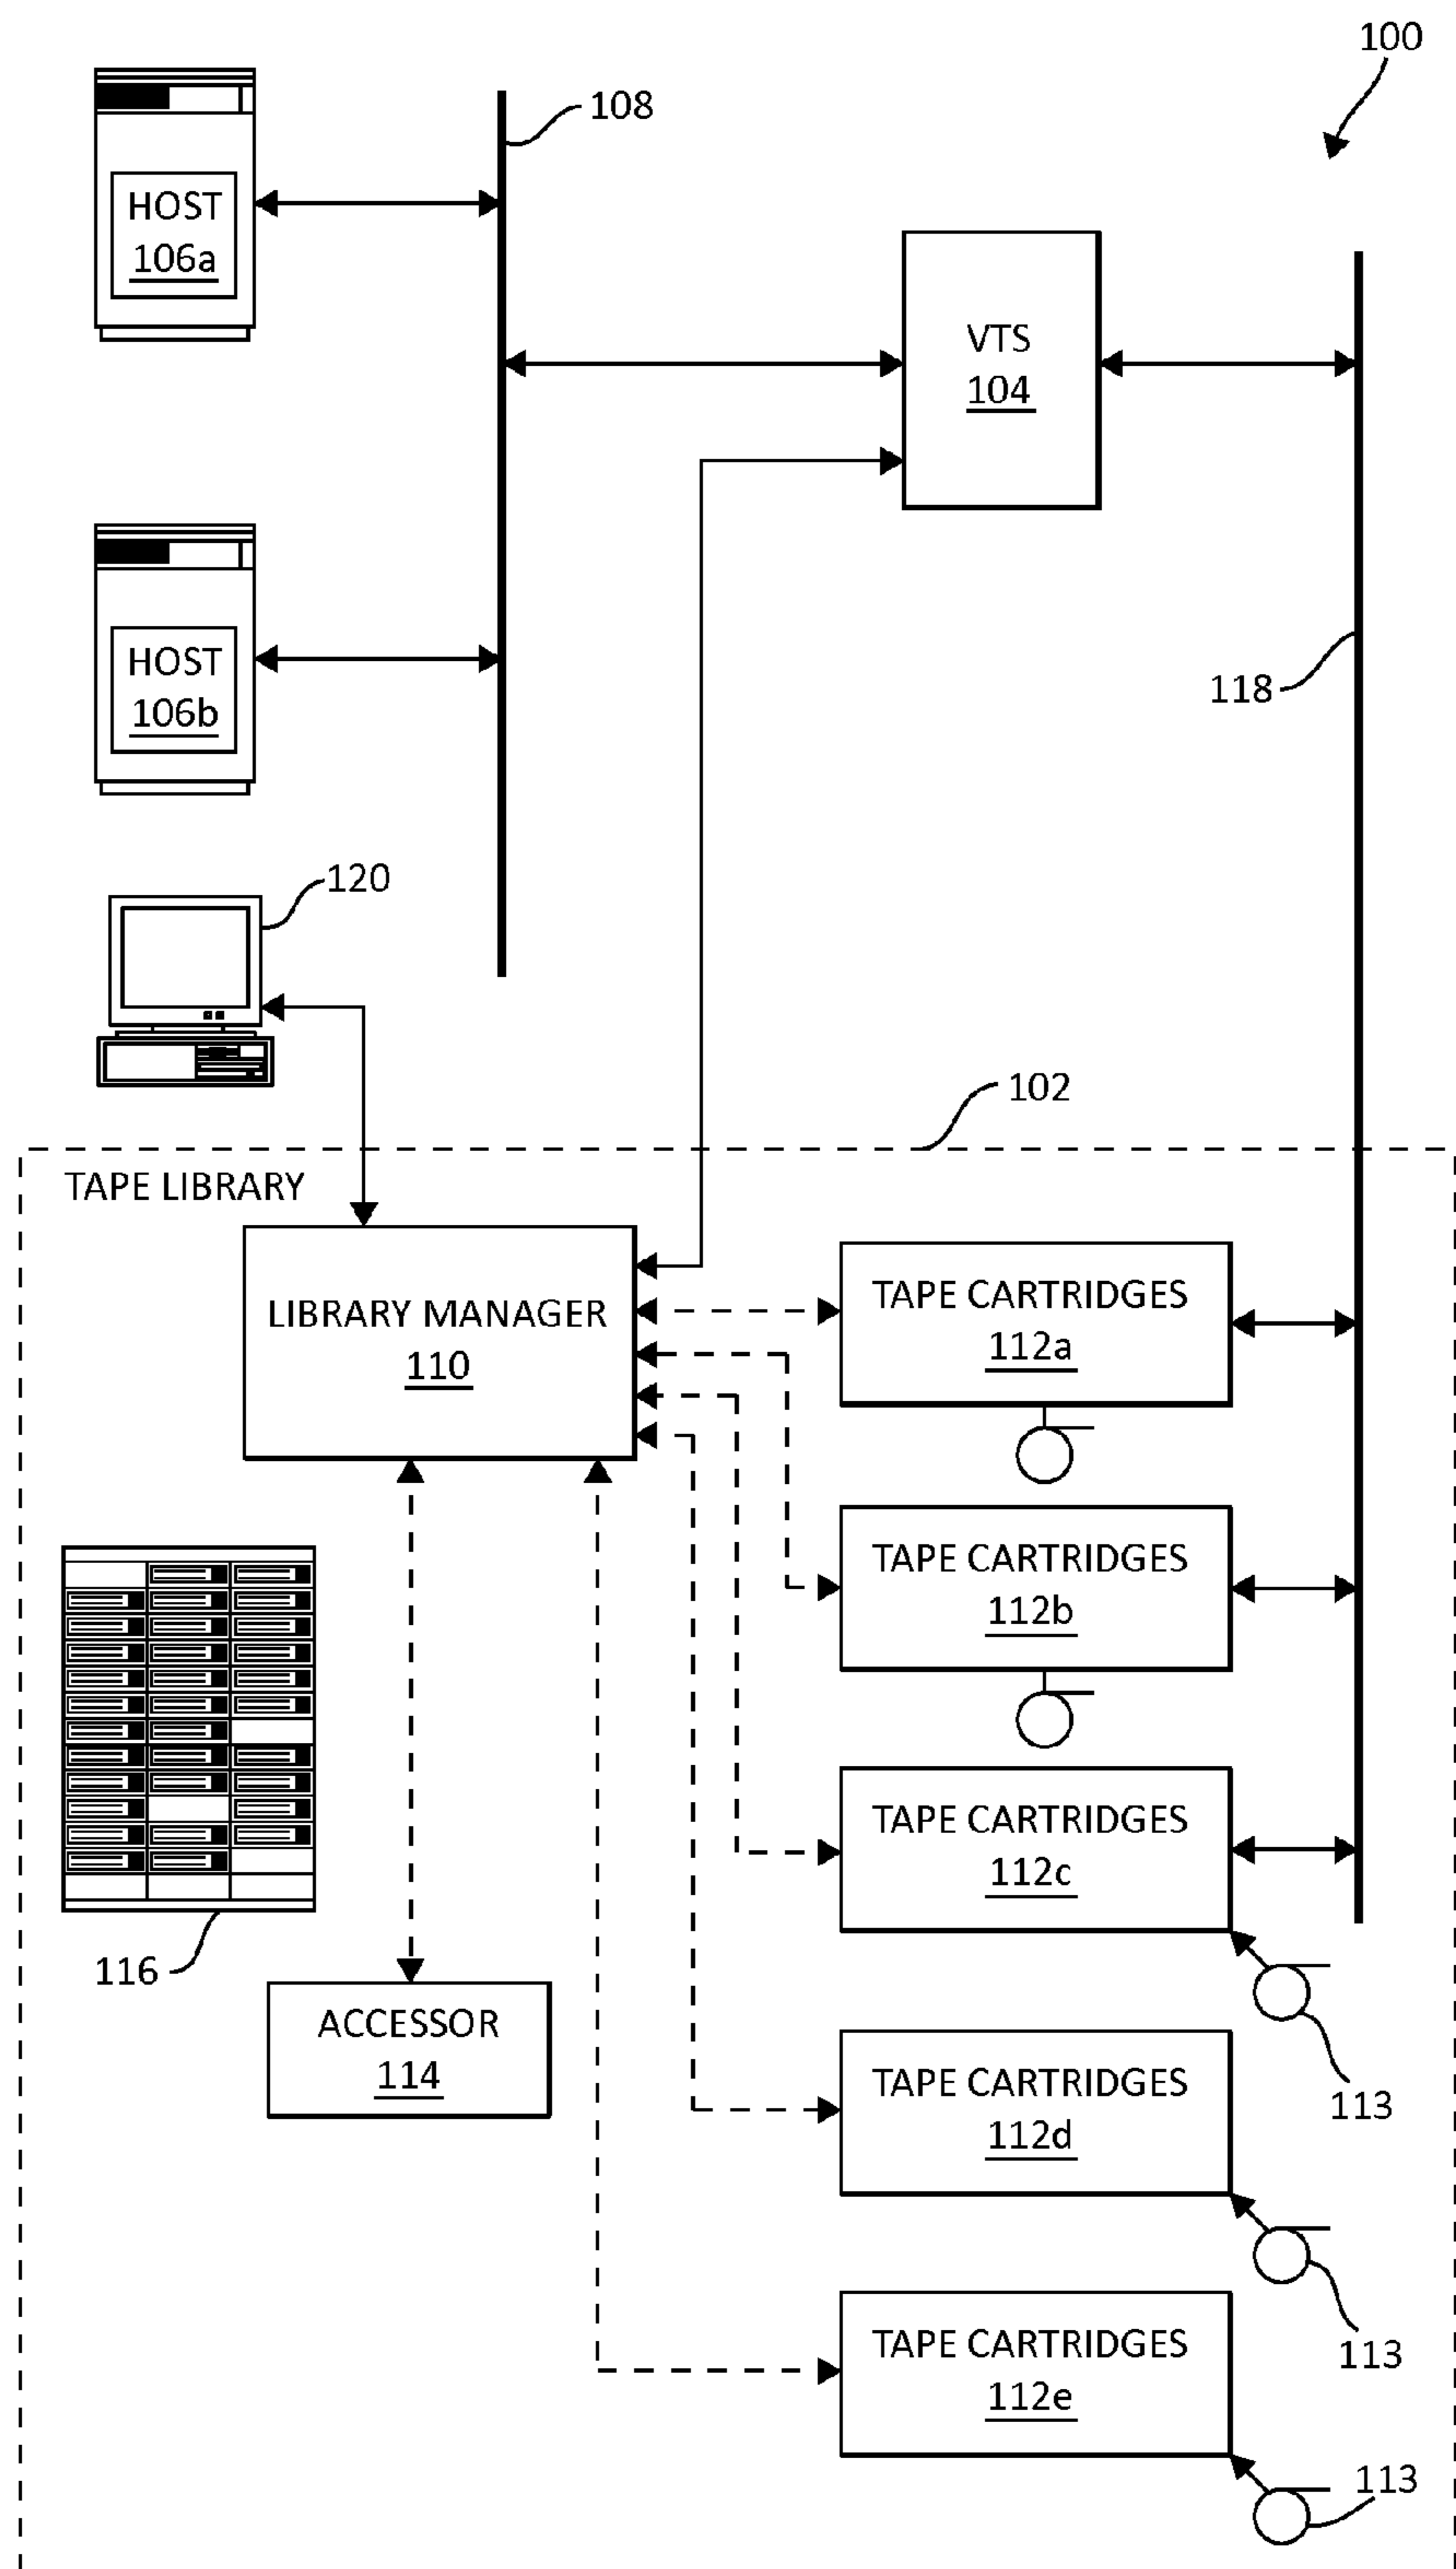 100
108
HOST
106a
VTS
104
HOST
106b
118
120
102
TAPE LIBRARY
LIBRARY MANAGER
110
TAPE CARTRIDGES
112a
TAPE CARTRIDGES
112b
TAPE CARTRIDGES
112c
116
ACCESSOR
114
113
TAPE CARTRIDGES
112d
113
TAPE CARTRIDGES
112e
113